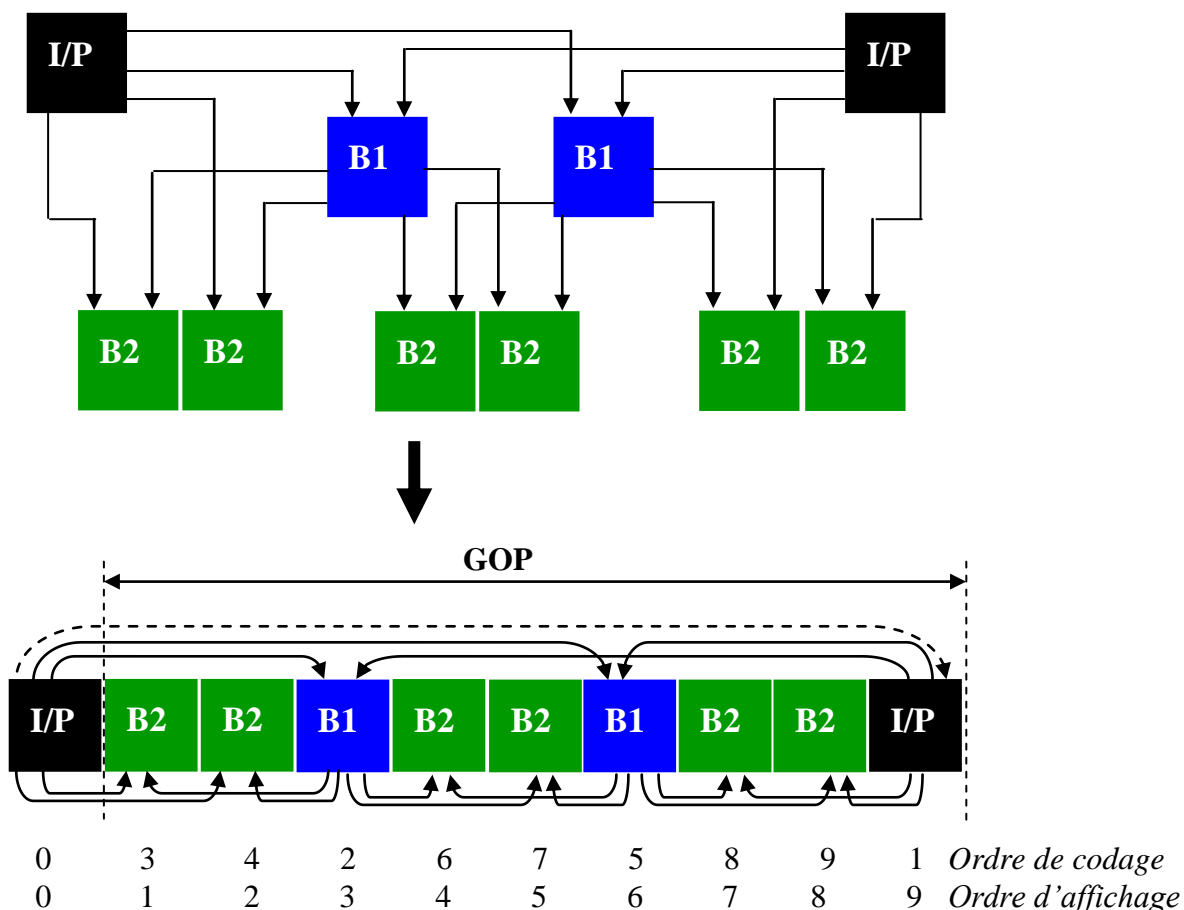 I/P I/P
B1 B1
B2 B2 B2 B2 B2 B2
GOP
I/P B2 B2 B1 B2 B2 B1 B2 B2 I/P
0 3 4 2 6 7 5 8 9 1 Ordre de codage
0 1 2 3 4 5 6 7 8 9 Ordre d'affichage